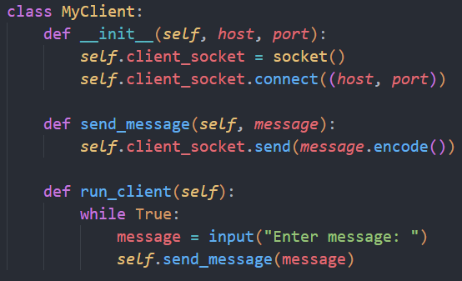 class MyClient:
    def __init__(self, host, port):
        self.client_socket = socket()
        self.client_socket.connect((host, port))

    def send_message(self, message):
        self.client_socket.send(message.encode())

    def run_client(self):
        while True:
            message = input("Enter message: ")
            self.send_message(message)